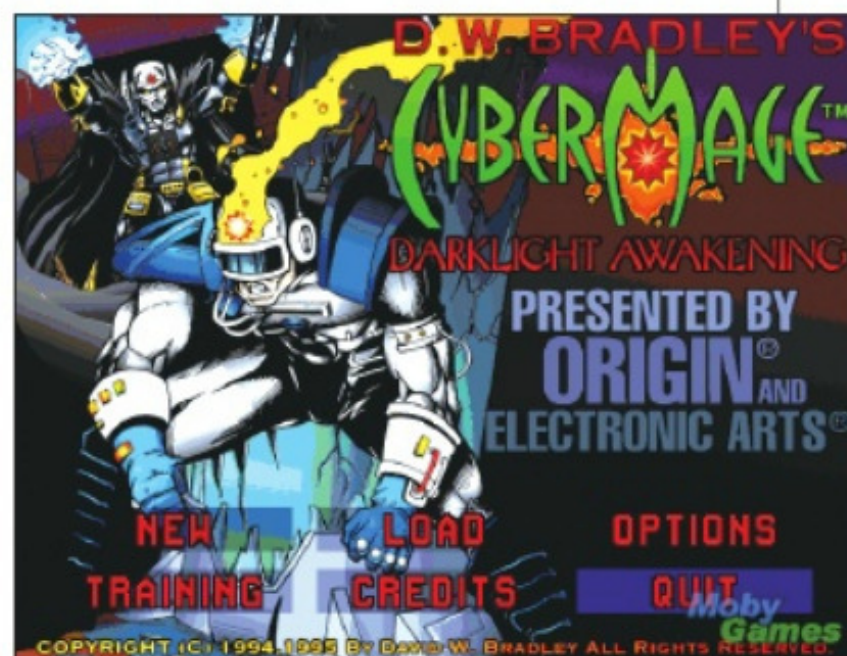 D.W. BRADLEY'S
CYBERMAGE™
DARKLIGHT AWAKENING
PRESENTED BY
ORIGIN®
AND
ELECTRONIC ARTS®
NEW LOAD OPTIONS
TRAINING CREDITS QUIT
Moby
Games
COPYRIGHT (C) 1994-1995 BY DAVID W. BRADLEY ALL RIGHTS RESERVED.